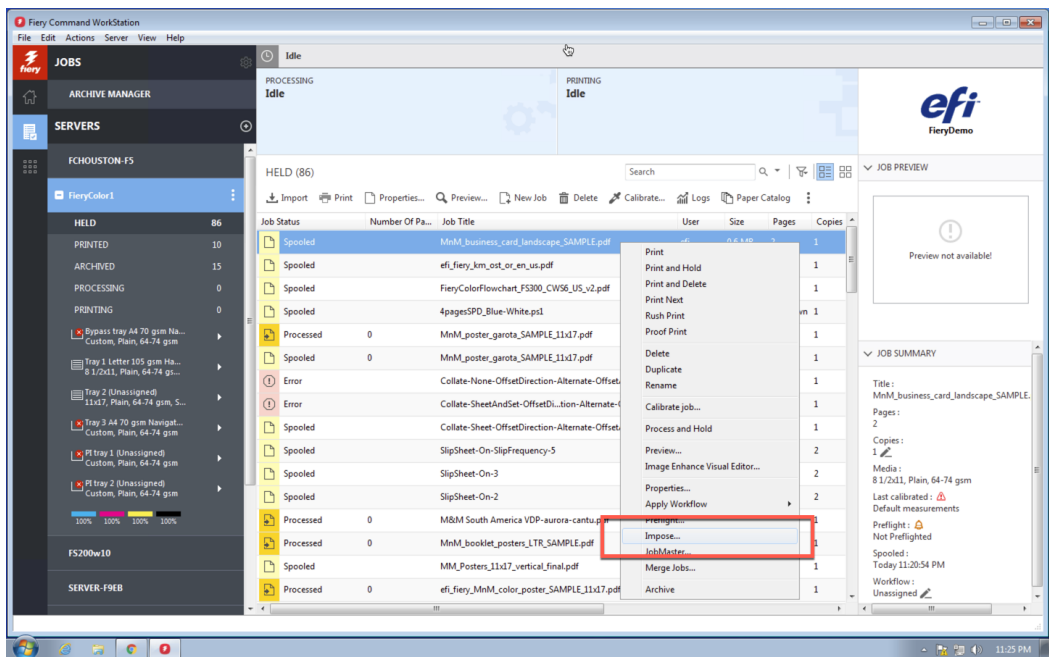 Fiery Command WorkStation
File Edit Actions Server View Help
fiery
JOBS
ARCHIVE MANAGER
SERVERS
FCHOUSTON-F5
FieryColor1
HELD 86
PRINTED 10
ARCHIVED 15
PROCESSING 0
PRINTING 0
Bypass tray A4 70 gsm Na...
Custom, Plain, 64-74 gsm
Tray 1 Letter 105 gsm Ha...
8 1/2x11, Plain, 64-74 gs...
Tray 2 (Unassigned)
11x17, Plain, 64-74 gsm, S...
Tray 3 A4 70 gsm Navigat...
Custom, Plain, 64-74 gsm
PI tray 1 (Unassigned)
Custom, Plain, 64-74 gsm
PI tray 2 (Unassigned)
Custom, Plain, 64-74 gsm
100% 100% 100% 100%
FS200w10
SERVER-F9EB
Idle
PROCESSING
Idle
PRINTING
Idle
HELD (86)
Search
Import Print Properties... Preview... New Job Delete Calibrate... Logs Paper Catalog
Job Status Number Of Pa... Job Title User Size Pages Copies
Spooled MnM_business_card_landscape_SAMPLE.pdf efi 0.6 MB 2 1
Spooled efi_fiery_km_ost_or_en_us.pdf 1
Spooled FieryColorFlowchart_FS300_CWS6_US_v2.pdf 1
Spooled 4pagesSPD_Blue-White.ps1 wn 1
Processed 0 MnM_poster_garota_SAMPLE_11x17.pdf 1
Spooled 0 MnM_poster_garota_SAMPLE_11x17.pdf 1
Error Collate-None-OffsetDirection-Alternate-Offset 1
Error Collate-SheetAndSet-OffsetDi...tion-Alternate- 1
Spooled Collate-Sheet-OffsetDirection-Alternate-Offset 1
Spooled SlipSheet-On-SlipFrequency-5 2
Spooled SlipSheet-On-3 2
Spooled SlipSheet-On-2 2
Processed 0 M&M South America VDP-aurora-cantu.pdf 1
Processed 0 MnM_booklet_posters_LTR_SAMPLE.pdf 1
Spooled MM_Posters_11x17_vertical_final.pdf 1
Processed 0 efi_fiery_MnM_color_poster_SAMPLE_11x17.pdf 1
Print
Print and Hold
Print and Delete
Print Next
Rush Print
Proof Print
Delete
Duplicate
Rename
Calibrate job...
Process and Hold
Preview...
Image Enhance Visual Editor...
Properties...
Apply Workflow
Preflight...
Impose...
JobMaster...
Merge Jobs...
Archive
efi
FieryDemo
JOB PREVIEW
Preview not available!
JOB SUMMARY
Title :
MnM_business_card_landscape_SAMPLE.
Pages :
2
Copies :
1
Media :
8 1/2x11, Plain, 64-74 gsm
Last calibrated :
Default measurements
Preflight :
Not Preflighted
Spooled :
Today 11:20:54 PM
Workflow :
Unassigned
11:25 PM